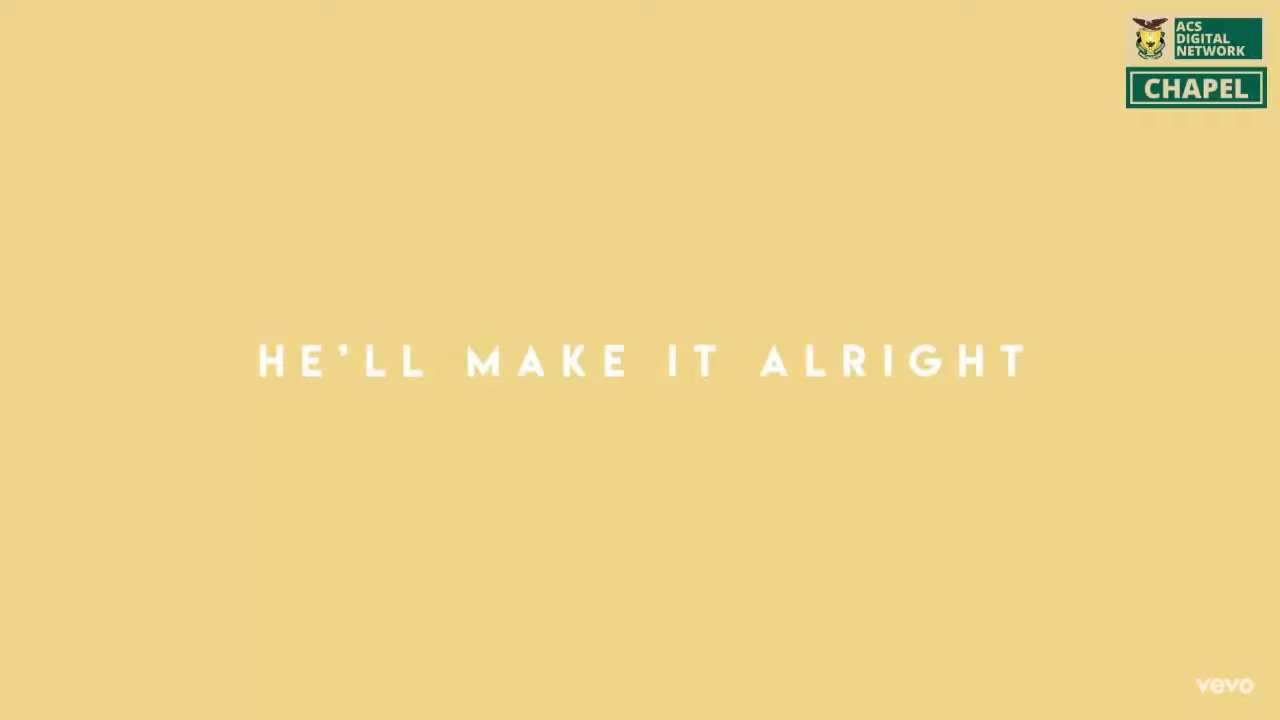 ACS
DIGITAL
NETWORK
CHAPEL
HE'LL MAKE IT ALRIGHT
vevo